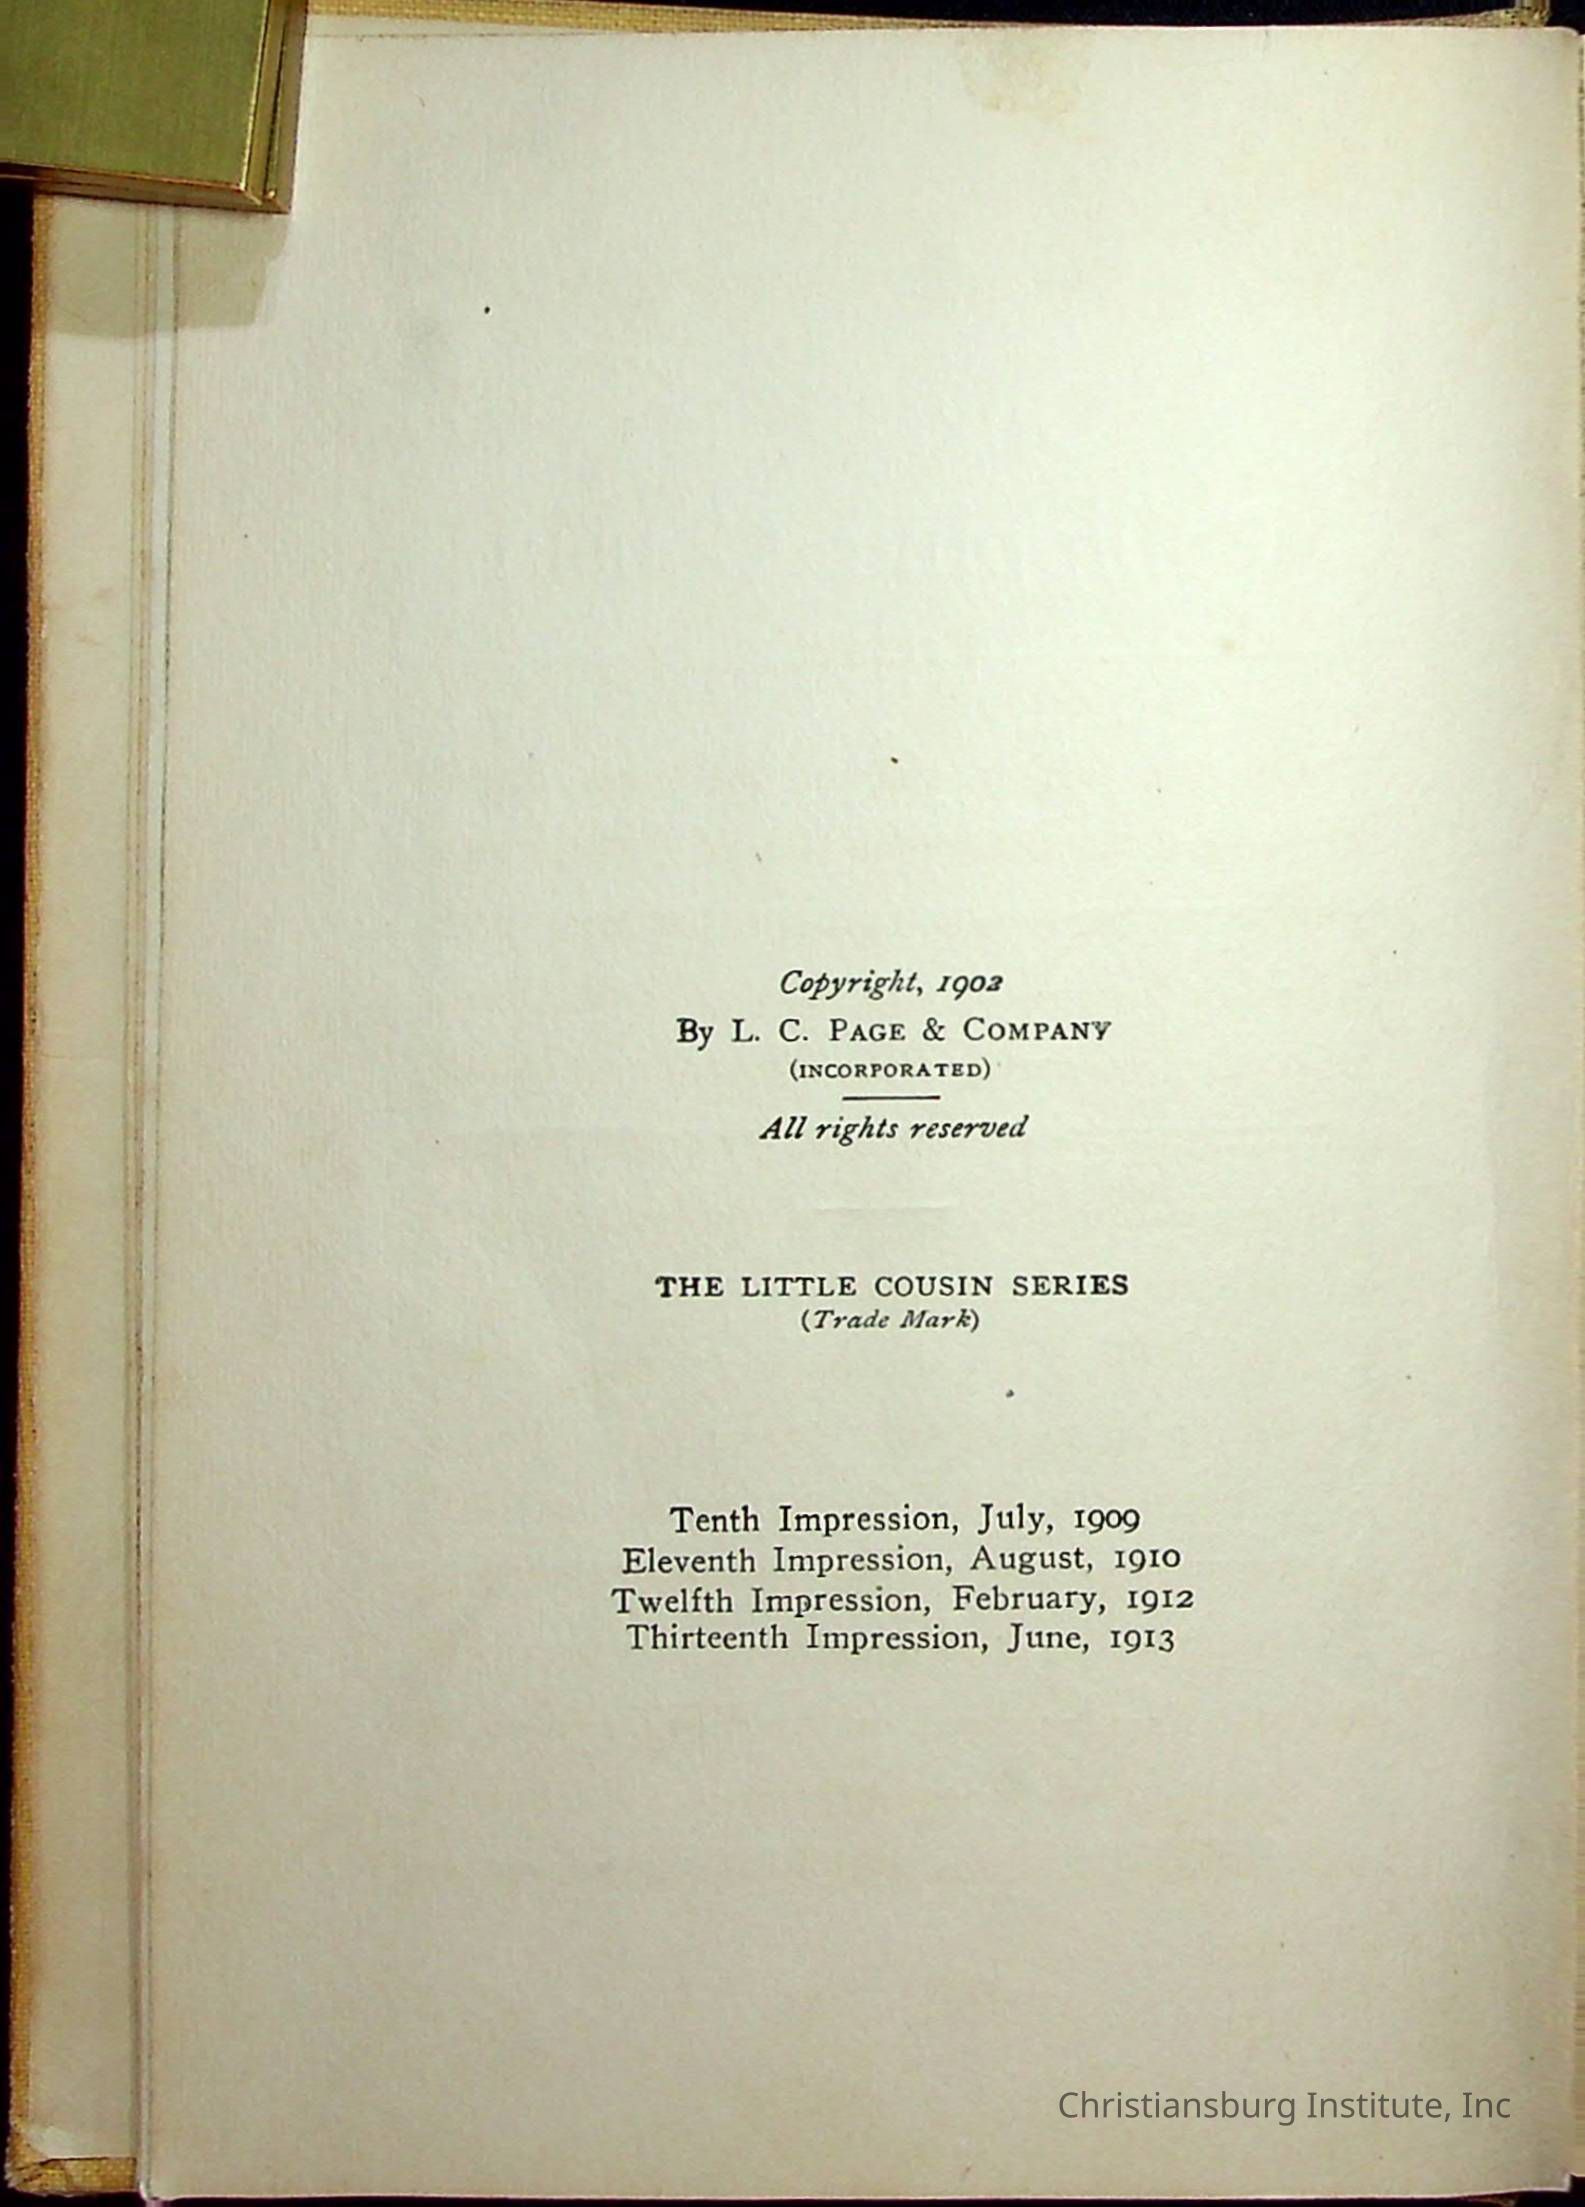 Copyright, 1902
By L. C. PAGE & COMPANY
(INCORPORATED)
All rights reserved
THE LITTLE COUSIN SERIES
(Trade Mark)
Tenth Impression, July, 1909
Eleventh Impression, August, 1910
Twelfth Impression, February, 1912
Thirteenth Impression, June, 1913
Christiansburg Institute, Inc